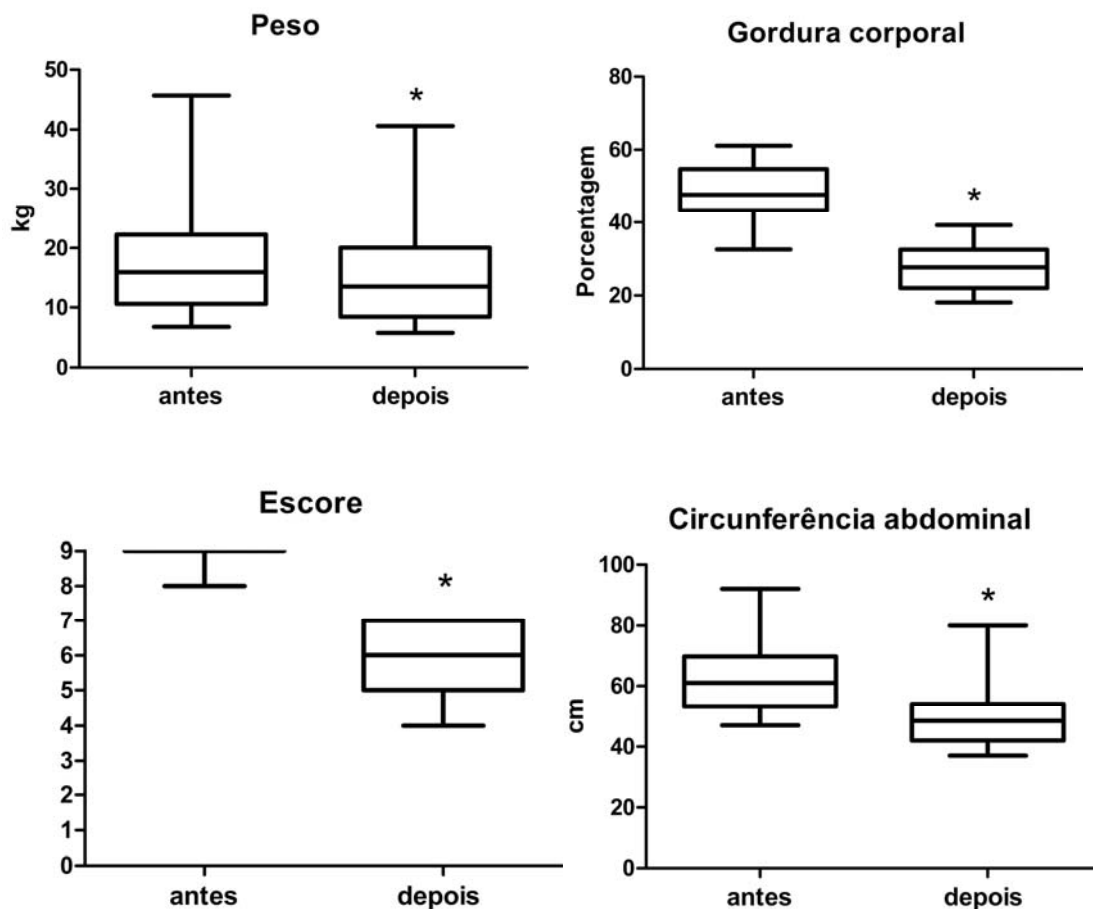 Peso
50
40
30
20
10
0
kg
*
antes
depois
Gordura corporal
80
60
40
20
0
Porcentagem
*
antes
depois
Escore
9
8
7
6
5
4
3
2
1
0
*
antes
depois
Circunferência abdominal
100
80
60
40
20
0
cm
*
antes
depois